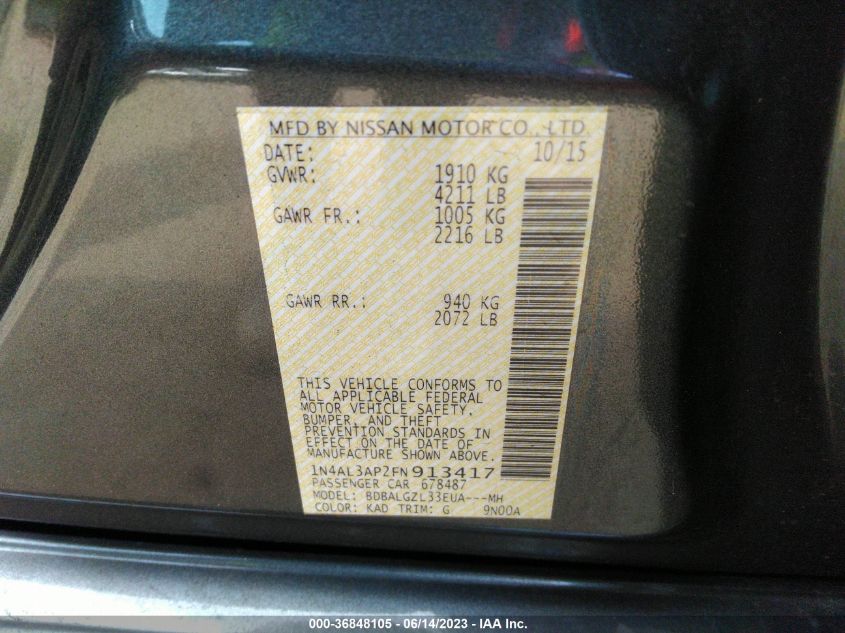 MFD BY NISSAN MOTOR CO., LTD.
DATE: 10/15
GVWR: 1910 KG
4211 LB
GAWR FR.: 1005 KG
2216 LB
GAWR RR.: 940 KG
2072 LB
THIS VEHICLE CONFORMS TO
ALL APPLICABLE FEDERAL
MOTOR VEHICLE SAFETY,
BUMPER, AND THEFT
PREVENTION STANDARDS IN
EFFECT ON THE DATE OF
MANUFACTURE SHOWN ABOVE.
1N4AL3AP2FN913417
PASSENGER CAR 678487
MODEL: BDBALGZL33EUA---MH
COLOR: KAD TRIM: G 9N00A
000-36848105 - 06/14/2023 - IAA Inc.